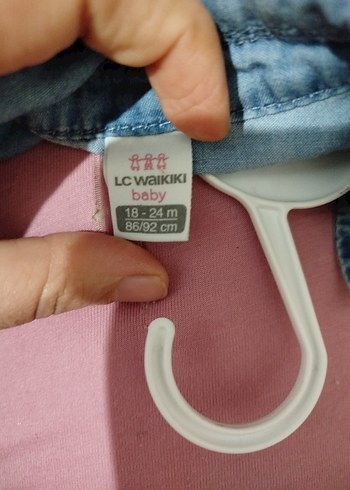 LC WAIKIKI
baby
18 - 24 m
86/92 cm